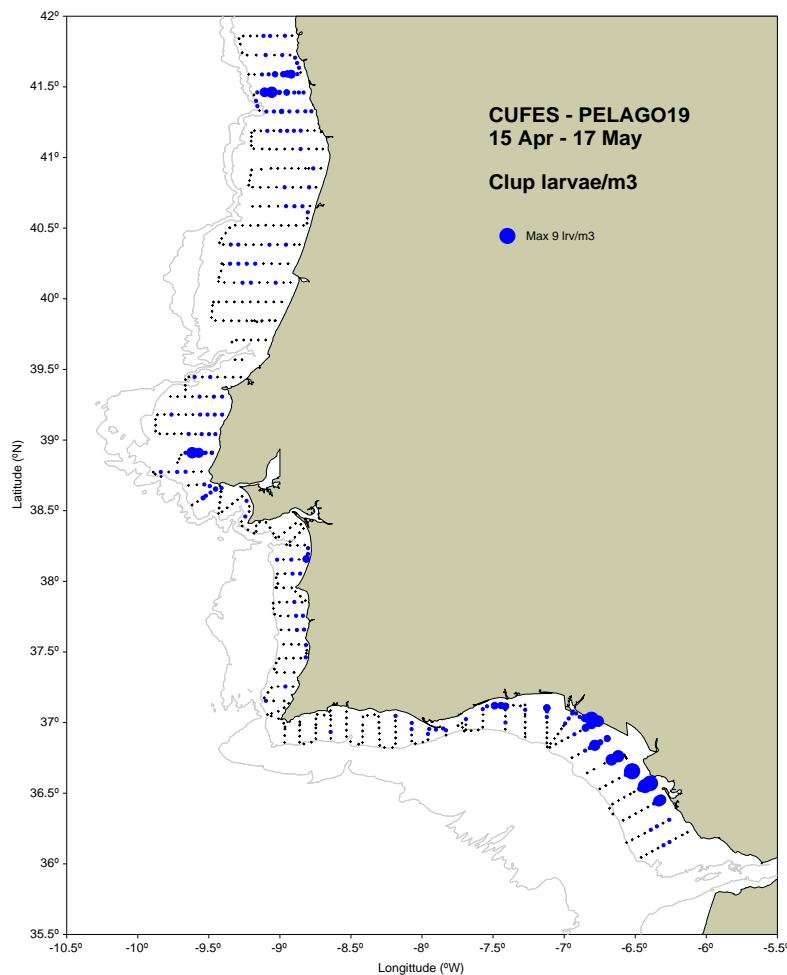 CUFES - PELAGO19
15 Apr - 17 May
Clup larvae/m3
Max 9 lrv/m3
Latitude (ºN)
42º
41.5º
41º
40.5º
40º
39.5º
39º
38.5º
38º
37.5º
37º
36.5º
36º
35.5º
-10.5º -10º -9.5º -9º -8.5º -8º -7.5º -7º -6.5º -6º -5.5º
Longittude (ºW)